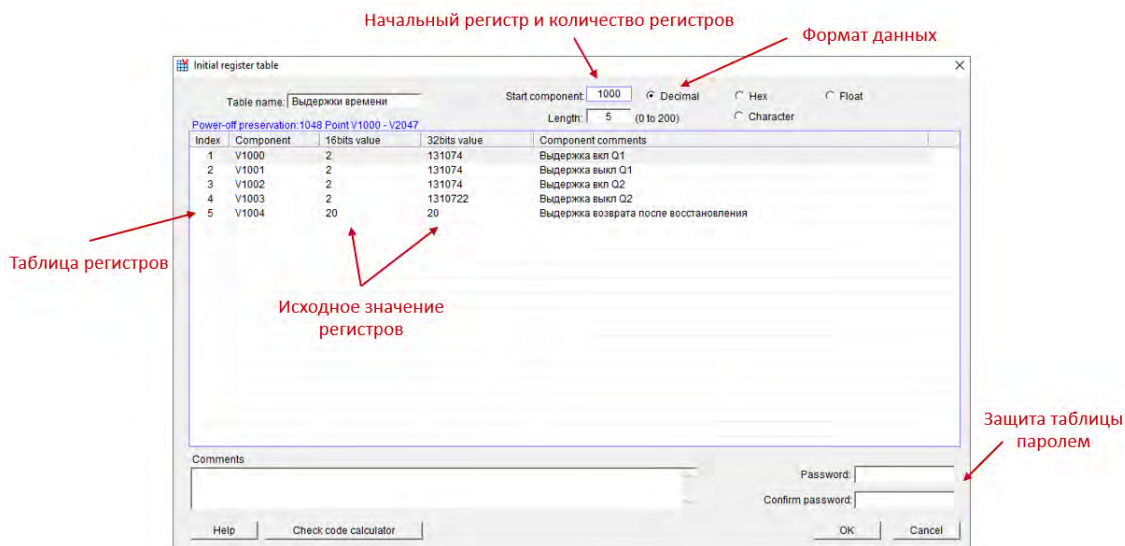 Начальный регистр и количество регистров
Формат данных
Initial register table
Table name: Выдержки времени
Start component: 1000 Decimal Hex Float
Length: 5 (0 to 200) Character
Power-off preservation:1048 Point V1000 - V2047
Index Component 16bits value 32bits value Component comments
1 V1000 2 131074 Выдержка вкл Q1
2 V1001 2 131074 Выдержка выкл Q1
3 V1002 2 131074 Выдержка вкл Q2
4 V1003 2 1310722 Выдержка выкл Q2
5 V1004 20 20 Выдержка возврата после восстановления
Таблица регистров
Исходное значение
регистров
Защита таблицы
паролем
Comments
Password:
Confirm password:
Help Check code calculator OK Cancel